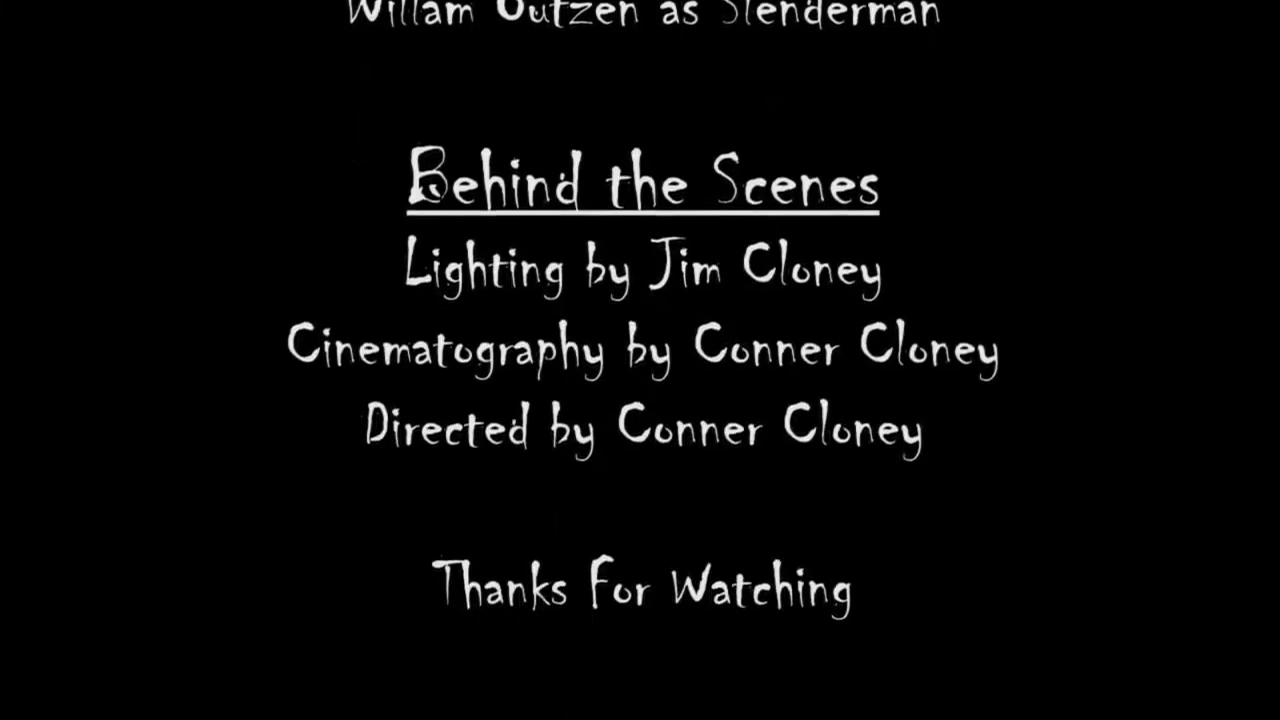 Willam Outzen as Slenderman
Behind the Scenes
Lighting by Jim Cloney
Cinematography by Conner Cloney
Directed by Conner Cloney
Thanks For Watching